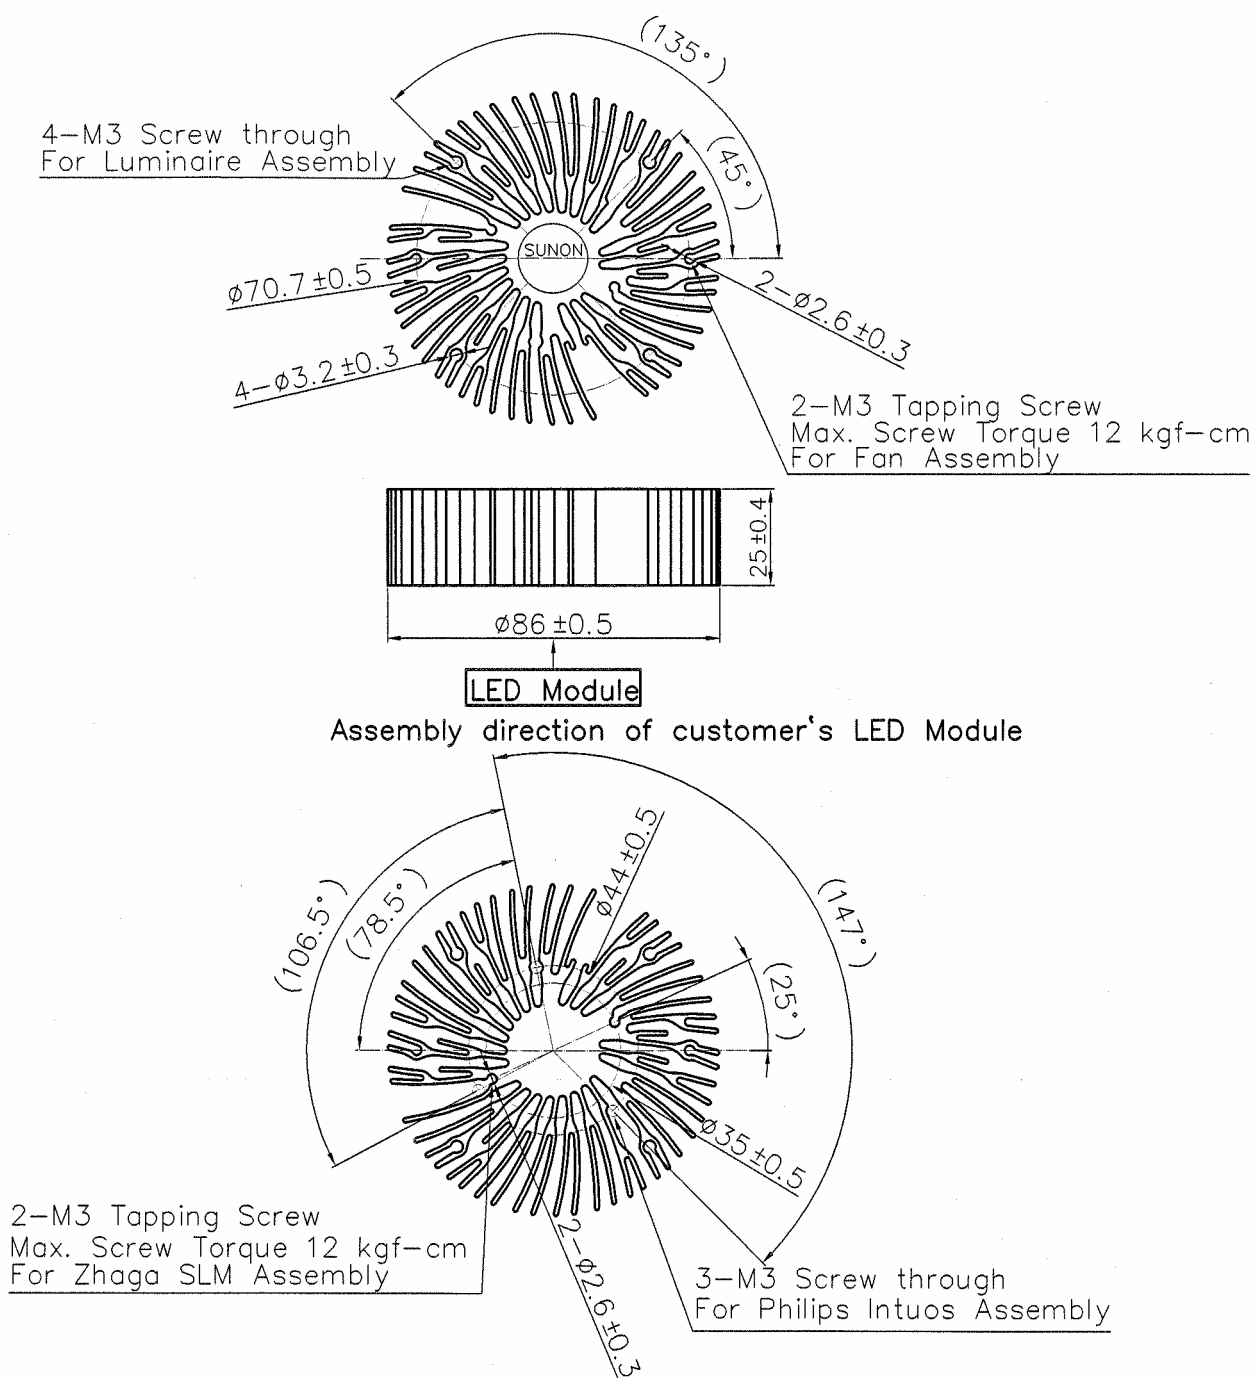 (135°)
4-M3 Screw through
For Luminaire Assembly
(45°)
SUNON
ø70.7±0.5
2-ø2.6±0.3
4-ø3.2±0.3
2-M3 Tapping Screw
Max. Screw Torque 12 kgf-cm
For Fan Assembly
25±0.4
ø86±0.5
LED Module
Assembly direction of customer's LED Module
ø44±0.5
(106.5°)
(78.5°)
(147°)
(25°)
ø35±0.5
2-M3 Tapping Screw
Max. Screw Torque 12 kgf-cm
For Zhaga SLM Assembly
2-ø2.6±0.3
3-M3 Screw through
For Philips Intuos Assembly